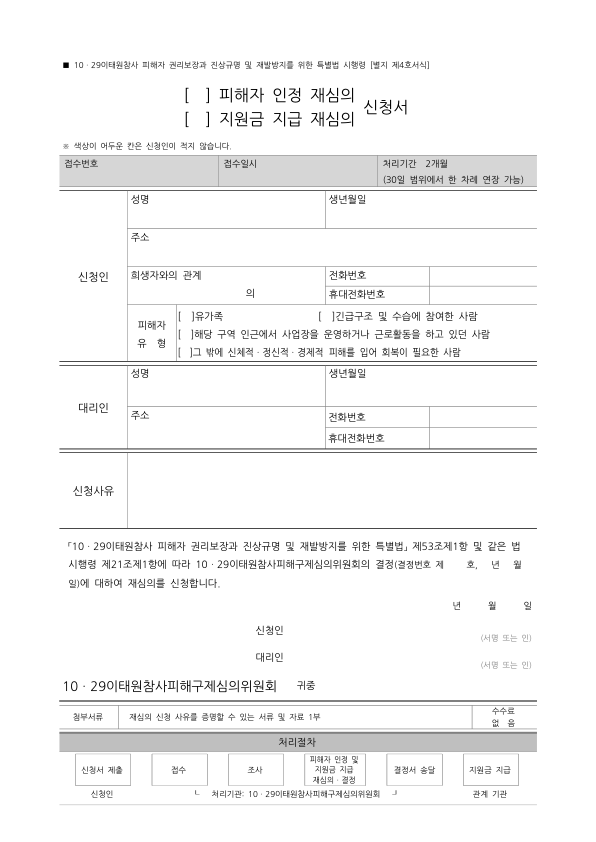 ■ 10ㆍ29이태원참사 피해자 권리보장과 진상규명 및 재발방지를 위한 특별법 시행령 [별지 제4호서식]
[   ] 피해자 인정 재심의
[   ] 지원금 지급 재심의
신청서
※ 색상이 어두운 칸은 신청인이 적지 않습니다.
접수번호 접수일시 처리기간 2개월
(30일 범위에서 한 차례 연장 가능)
신청인
성명 생년월일
주소
희생자와의 관계
의
전화번호
휴대전화번호
피해자
유 형
[   ]유가족 [   ]긴급구조 및 수습에 참여한 사람
[   ]해당 구역 인근에서 사업장을 운영하거나 근로활동을 하고 있던 사람
[   ]그 밖에 신체적ㆍ정신적ㆍ경제적 피해를 입어 회복이 필요한 사람
대리인
성명 생년월일
주소 전화번호
휴대전화번호
신청사유
「10ㆍ29이태원참사 피해자 권리보장과 진상규명 및 재발방지를 위한 특별법」 제53조제1항 및 같은 법
시행령 제21조제1항에 따라 10ㆍ29이태원참사피해구제심의위원회의 결정(결정번호 제   호,   년   월
일)에 대하여 재심의를 신청합니다.
년   월   일
신청인 (서명 또는 인)
대리인 (서명 또는 인)
10ㆍ29이태원참사피해구제심의위원회 귀중
첨부서류 재심의 신청 사유를 증명할 수 있는 서류 및 자료 1부
수수료
없 음
처리절차
신청서 제출 접수 조사
피해자 인정 및
지원금 지급
재심의ㆍ결정
결정서 송달 지원금 지급
신청인 └ 처리기관: 10ㆍ29이태원참사피해구제심의위원회 ┘ 관계 기관